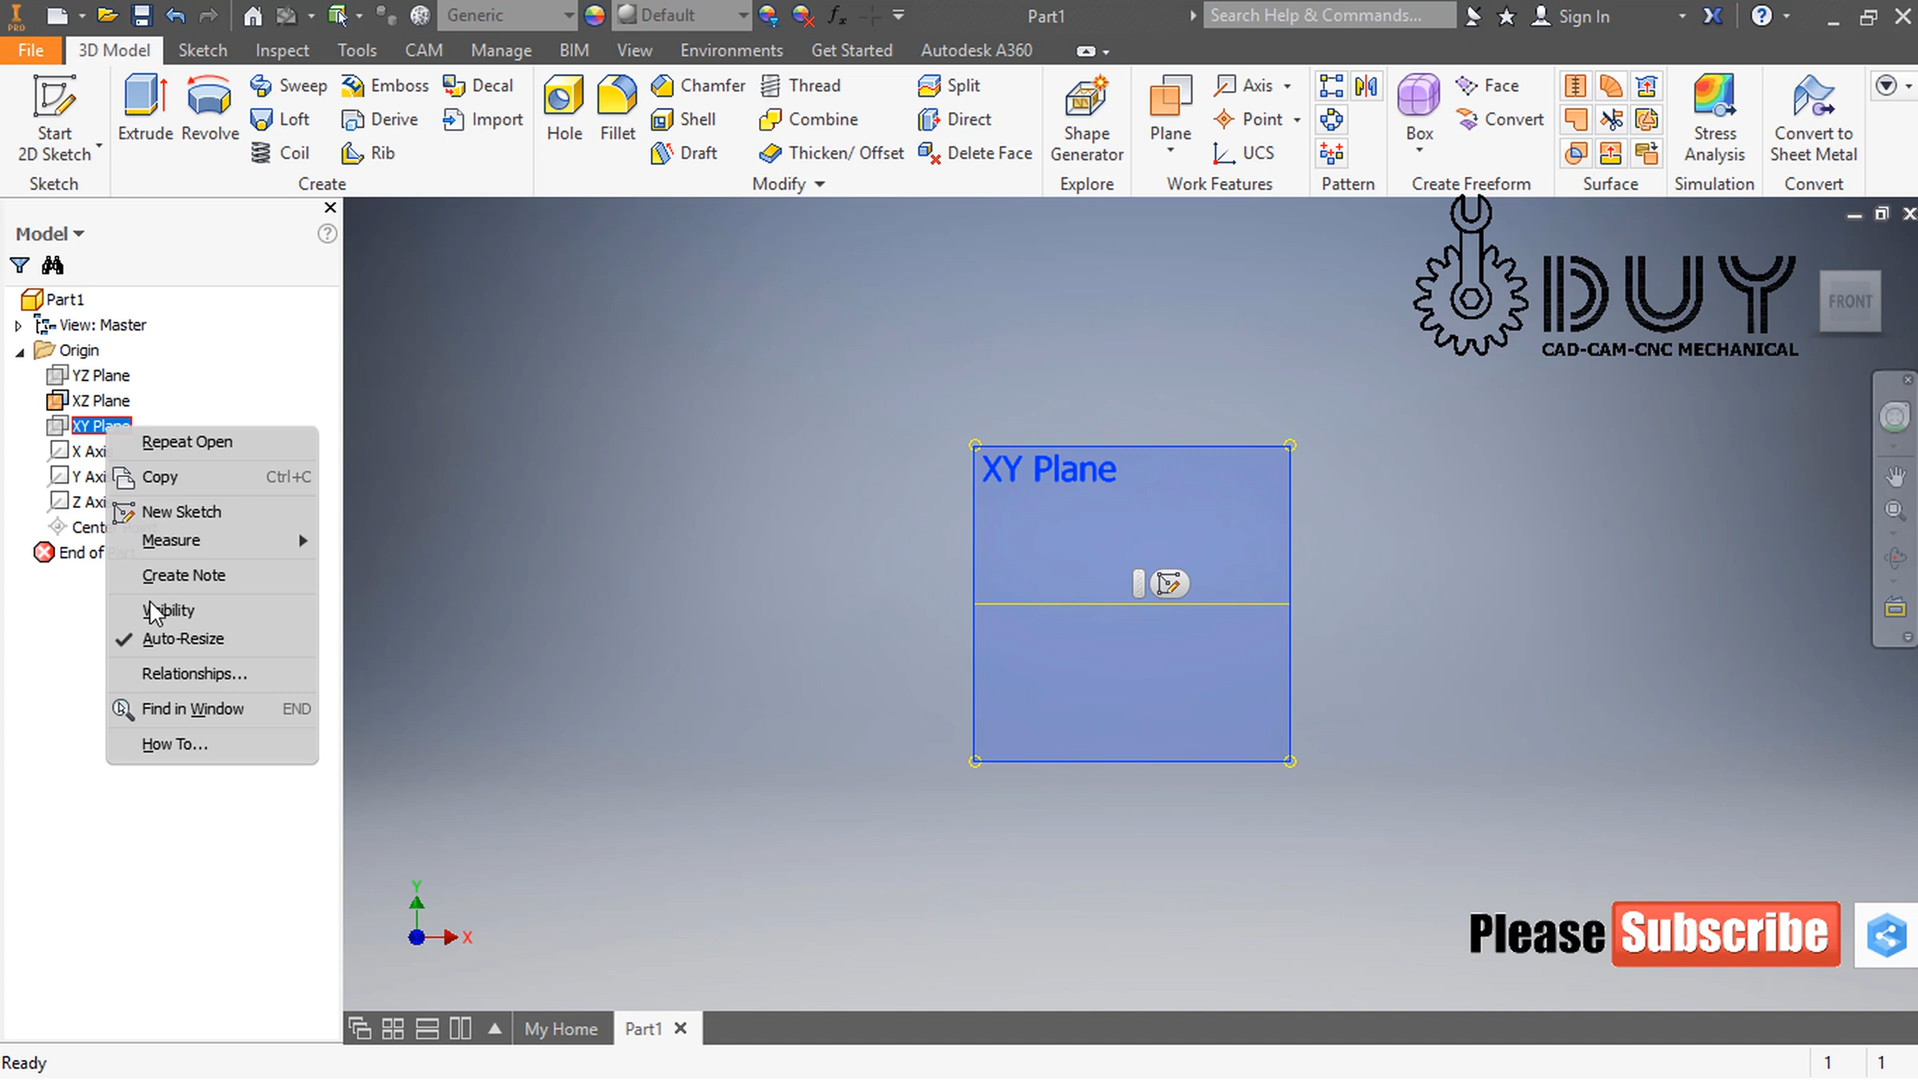 Generic
Default
Part1
Search Help & Commands...
Sign In
File
3D Model
Sketch
Inspect
Tools
CAM
Manage
BIM
View
Environments
Get Started
Autodesk A360
Start
2D Sketch
Sketch
Extrude
Revolve
Sweep
Loft
Coil
Emboss
Derive
Rib
Decal
Import
Create
Hole
Fillet
Chamfer
Shell
Draft
Thread
Combine
Thicken/ Offset
Split
Direct
Delete Face
Modify
Shape
Generator
Explore
Plane
Axis
Point
UCS
Work Features
Pattern
Box
Face
Convert
Create Freeform
Surface
Stress
Analysis
Simulation
Convert to
Sheet Metal
Convert
Model
Part1
View: Master
Origin
YZ Plane
XZ Plane
XY Plane
X Axi
Y Axi
Z Axi
Cent
End of
Repeat Open
Copy Ctrl+C
New Sketch
Measure
Create Note
Auto-Resize
Relationships...
Find in Window END
How To...
XY Plane
DUY
CAD-CAM-CNC MECHANICAL
FRONT
Y
X
Please Subscribe
My Home
Part1
Ready
1 1